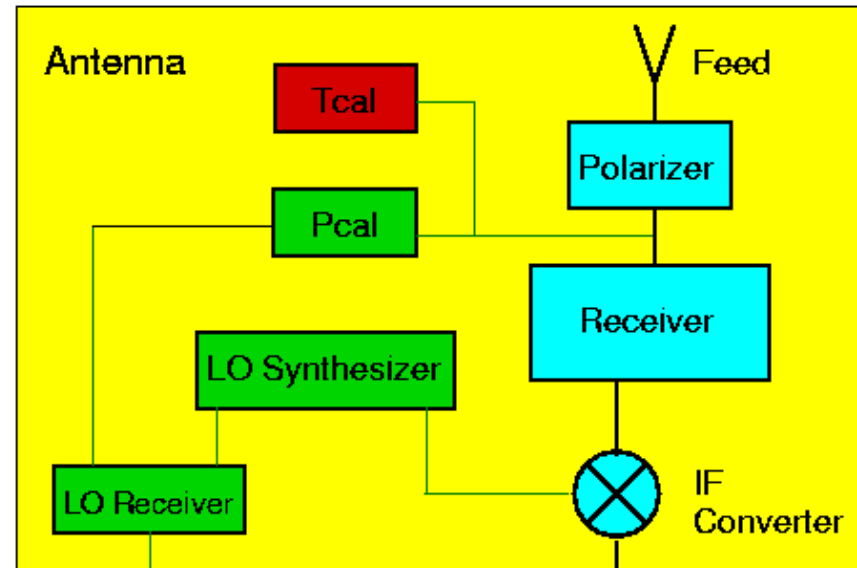 Antenna
Feed
Tcal
Polarizer
Pcal
Receiver
LO Synthesizer
LO Receiver
IF
Converter